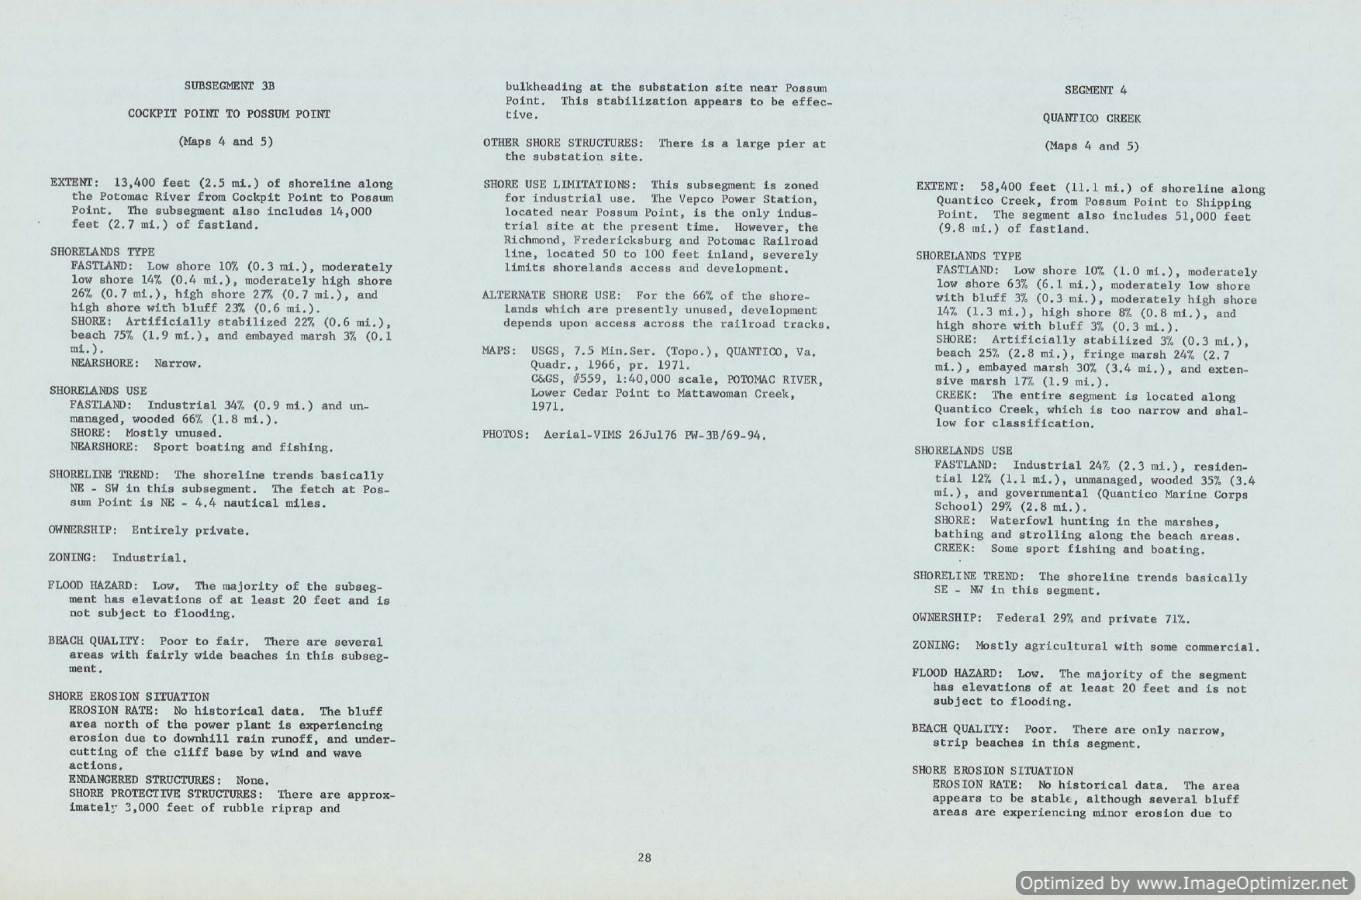 SUBSEGMENT 3B
COCKPIT POINT TO POSSUM POINT
(Maps 4 and 5)
EXTENT: 13,400 feet (2.5 mi.) of shoreline along
the Potomac River from Cockpit Point to Possum
Point. The subsegment also includes 14,000
feet (2.7 mi.) of fastland.
SHORELANDS TYPE
FASTLAND: Low shore 10% (0.3 mi.), moderately
low shore 14% (0.4 mi.), moderately high shore
26% (0.7 mi.), high shore 27% (0.7 mi.), and
high shore with bluff 23% (0.6 mi.).
SHORE: Artificially stabilized 22% (0.6 mi.),
beach 75% (1.9 mi.), and embayed marsh 3% (0.1
mi.).
NEARSHORE: Narrow.
SHORELANDS USE
FASTLAND: Industrial 34% (0.9 mi.) and un-
managed, wooded 66% (1.8 mi.).
SHORE: Mostly unused.
NEARSHORE: Sport boating and fishing.
SHORELINE TREND: The shoreline trends basically
NE - SW in this subsegment. The fetch at Pos-
sum Point is NE - 4.4 nautical miles.
OWNERSHIP: Entirely private.
ZONING: Industrial.
FLOOD HAZARD: Low. The majority of the subseg-
ment has elevations of at least 20 feet and is
not subject to flooding.
BEACH QUALITY: Poor to fair. There are several
areas with fairly wide beaches in this subseg-
ment.
SHORE EROSION SITUATION
EROSION RATE: No historical data. The bluff
area north of the power plant is experiencing
erosion due to downhill rain runoff, and under-
cutting of the cliff base by wind and wave
actions.
ENDANGERED STRUCTURES: None.
SHORE PROTECTIVE STRUCTURES: There are approx-
imately 3,000 feet of rubble riprap and
bulkheading at the substation site near Possum
Point. This stabilization appears to be effec-
tive.
OTHER SHORE STRUCTURES: There is a large pier at
the substation site.
SHORE USE LIMITATIONS: This subsegment is zoned
for industrial use. The Vepco Power Station,
located near Possum Point, is the only indus-
trial site at the present time. However, the
Richmond, Fredericksburg and Potomac Railroad
line, located 50 to 100 feet inland, severely
limits shorelands access and development.
ALTERNATE SHORE USE: For the 66% of the shore-
lands which are presently unused, development
depends upon access across the railroad tracks.
MAPS: USGS, 7.5 Min.Ser. (Topo.), QUANTICO, Va.
Quadr., 1966, pr. 1971.
C&GS, #559, 1:40,000 scale, POTOMAC RIVER,
Lower Cedar Point to Mattawoman Creek,
1971.
PHOTOS: Aerial-VIMS 26Jul76 PW-3B/69-94.
SEGMENT 4
QUANTICO CREEK
(Maps 4 and 5)
EXTENT: 58,400 feet (11.1 mi.) of shoreline along
Quantico Creek, from Possum Point to Shipping
Point. The segment also includes 51,000 feet
(9.8 mi.) of fastland.
SHORELANDS TYPE
FASTLAND: Low shore 10% (1.0 mi.), moderately
low shore 63% (6.1 mi.), moderately low shore
with bluff 3% (0.3 mi.), moderately high shore
14% (1.3 mi.), high shore 8% (0.8 mi.), and
high shore with bluff 3% (0.3 mi.).
SHORE: Artificially stabilized 3% (0.3 mi.),
beach 25% (2.8 mi.), fringe marsh 24% (2.7
mi.), embayed marsh 30% (3.4 mi.), and exten-
sive marsh 17% (1.9 mi.).
CREEK: The entire segment is located along
Quantico Creek, which is too narrow and shal-
low for classification.
SHORELANDS USE
FASTLAND: Industrial 24% (2.3 mi.), residen-
tial 12% (1.1 mi.), unmanaged, wooded 35% (3.4
mi.), and governmental (Quantico Marine Corps
School) 29% (2.8 mi.).
SHORE: Waterfowl hunting in the marshes,
bathing and strolling along the beach areas.
CREEK: Some sport fishing and boating.
SHORELINE TREND: The shoreline trends basically
SE - NW in this segment.
OWNERSHIP: Federal 29% and private 71%.
ZONING: Mostly agricultural with some commercial.
FLOOD HAZARD: Low. The majority of the segment
has elevations of at least 20 feet and is not
subject to flooding.
BEACH QUALITY: Poor. There are only narrow,
strip beaches in this segment.
SHORE EROSION SITUATION
EROSION RATE: No historical data. The area
appears to be stable, although several bluff
areas are experiencing minor erosion due to
28
Optimized by www.ImageOptimizer.net